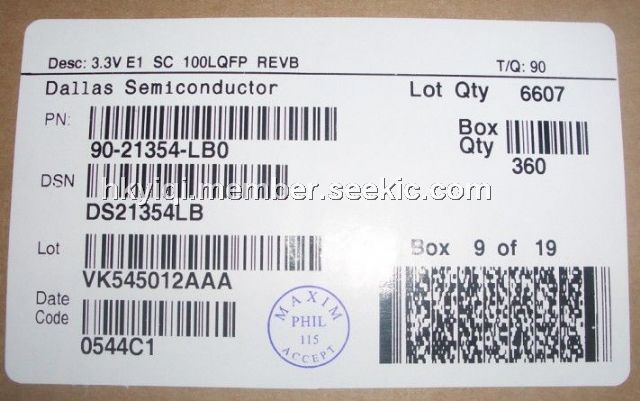 Desc: 3.3V E1 SC 100LQFP REVB T/Q: 90
Dallas Semiconductor Lot Qty 6607
PN:
90-21354-LB0
Box
Qty
360
DSN
hkyiqi.member.seekic.com
DS21354LB
Lot
VK545012AAA
Box 9 of 19
Date
Code
0544C1
MAXIM
PHIL
115
ACCEPT